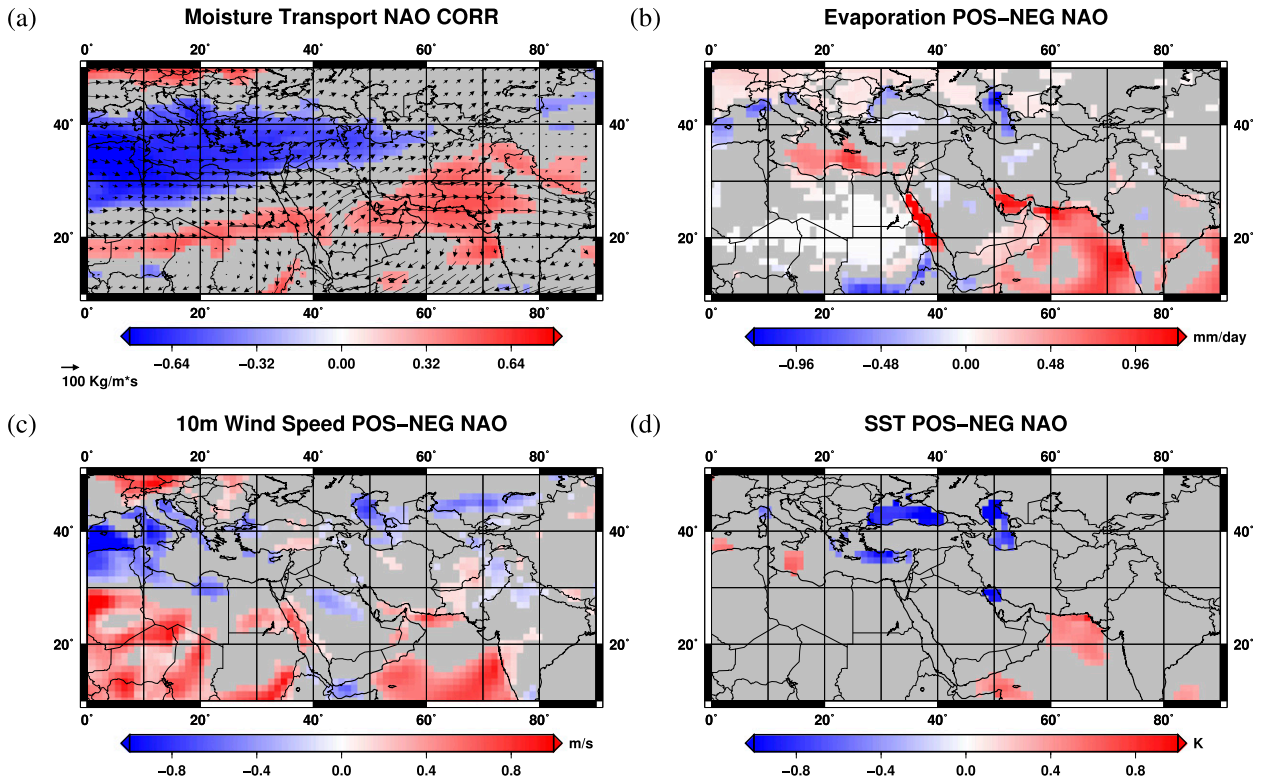 (a)
Moisture Transport NAO CORR
0° 20° 40° 60° 80°
40° 40°
20° 20°
0° 20° 40° 60° 80°
−0.64 −0.32 0.00 0.32 0.64
100 Kg/m*s
(b)
Evaporation POS−NEG NAO
0° 20° 40° 60° 80°
40° 40°
20° 20°
0° 20° 40° 60° 80°
mm/day
−0.96 −0.48 0.00 0.48 0.96
(c)
10m Wind Speed POS−NEG NAO
0° 20° 40° 60° 80°
40° 40°
20° 20°
0° 20° 40° 60° 80°
m/s
−0.8 −0.4 0.0 0.4 0.8
(d)
SST POS−NEG NAO
0° 20° 40° 60° 80°
40° 40°
20° 20°
0° 20° 40° 60° 80°
K
−0.8 −0.4 0.0 0.4 0.8